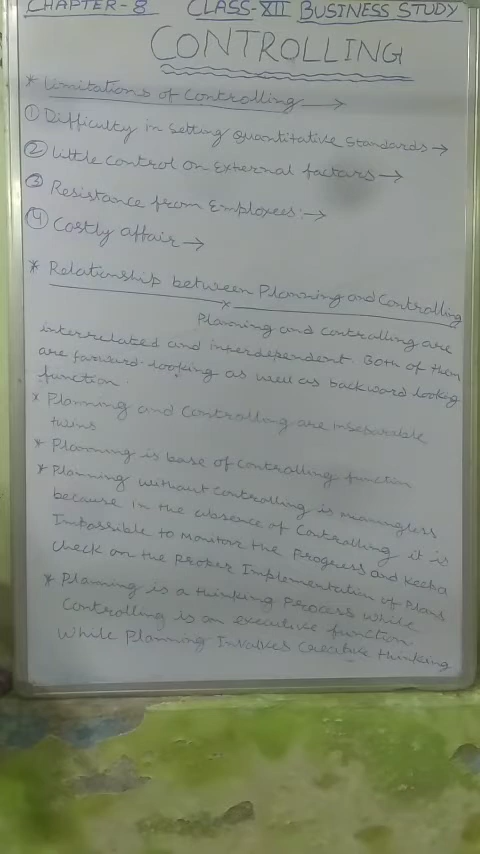 CHAPTER-8 CLASS-XII BUSINESS STUDY
CONTROLLING
* Limitations of Controlling →
① Difficulty in setting quantitative standards →
② Little control on External factors →
③ Resistance from Employees:→
④ Costly affair →
* Relationship between Planning and Controlling
Planning and controlling are
interrelated and interdependent. Both of them
are forward-looking as well as backward looking
function.
* Planning and Controlling are inseparable
twins
* Planning is base of controlling function
* Planning without controlling is meaningless
because in the absence of controlling it is
Impossible to monitor the progress and keep a
check on the proper Implementation of Plans
* Planning is a thinking process while
Controlling is an executive function
While Planning Involves Creative thinking